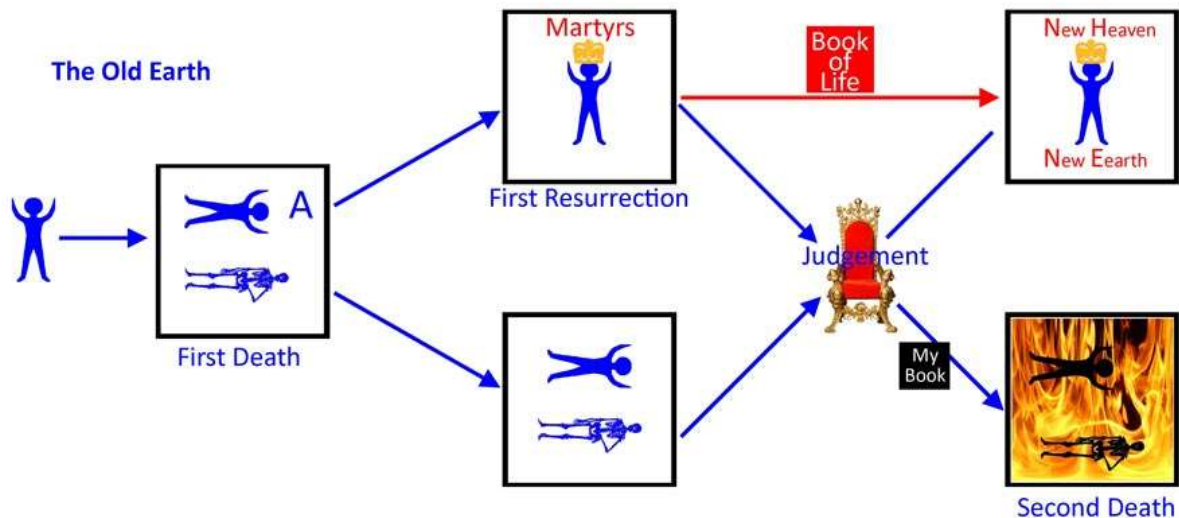 The Old Earth
A
First Death
Martyrs
First Resurrection
Book
of
Life
Judgement
My
Book
New Heaven
New Eearth
Second Death